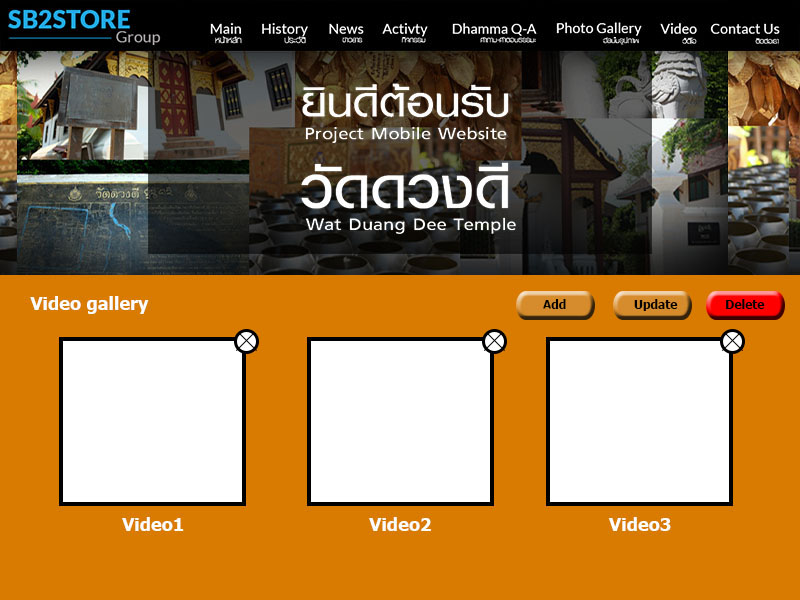 SB2STORE
Group
Main
หน้าหลัก
History
ประวัติ
News
ข่าวสาร
Activty
กิจกรรม
Dhamma Q-A
ถาม-ตอบธรรมะ
Photo Gallery
อัลบั้มรูปภาพ
Video
วิดีโอ
Contact Us
ติดต่อเรา
ยินดีต้อนรับ
Project Mobile Website
วัดดวงดี
Wat Duang Dee Temple
วัดดวงดี
Video gallery
Add
Update
Delete
Video1
Video2
Video3